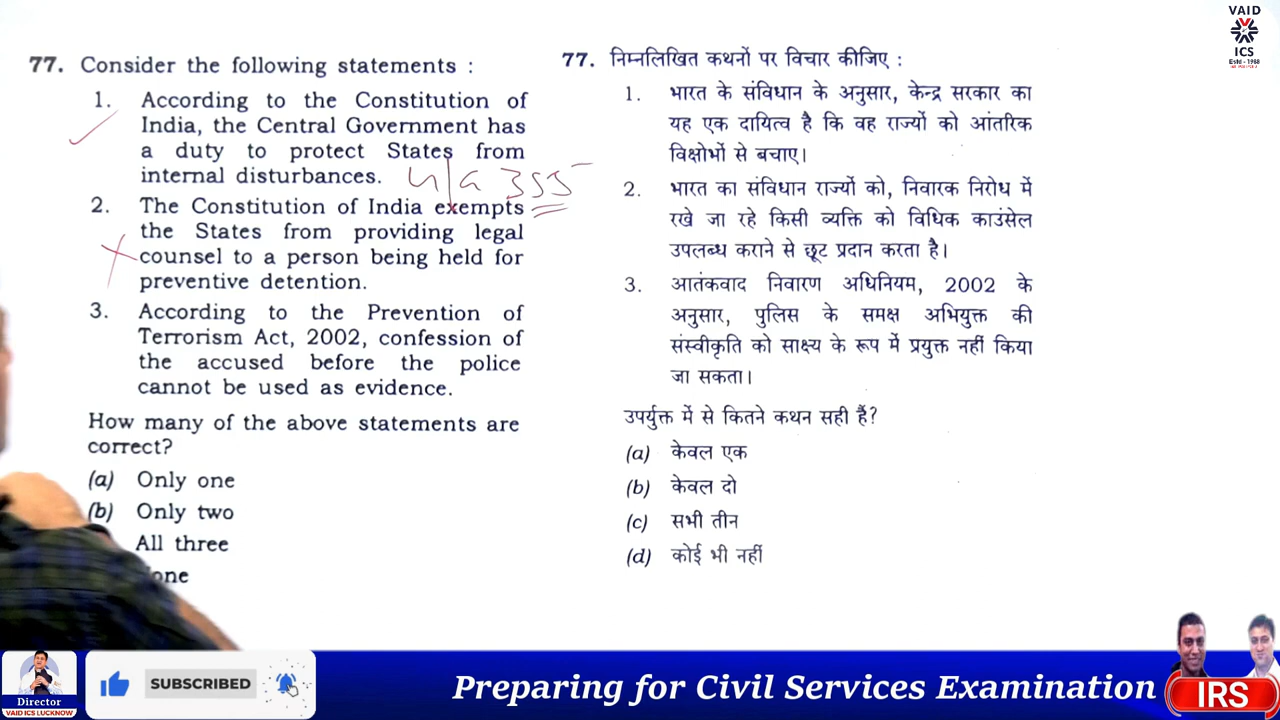 VAID
ICS
Estd - 1988
77. Consider the following statements :
1. According to the Constitution of
India, the Central Government has
a duty to protect States from
internal disturbances. u/a 355
2. The Constitution of India exempts
the States from providing legal
counsel to a person being held for
preventive detention.
3. According to the Prevention of
Terrorism Act, 2002, confession of
the accused before the police
cannot be used as evidence.
How many of the above statements are
correct?
(a) Only one
(b) Only two
All three
one
77. निम्नलिखित कथनों पर विचार कीजिए :
1. भारत के संविधान के अनुसार, केन्द्र सरकार का
यह एक दायित्व है कि वह राज्यों को आंतरिक
विक्षोभों से बचाए।
2. भारत का संविधान राज्यों को, निवारक निरोध में
रखे जा रहे किसी व्यक्ति को विधिक काउंसेल
उपलब्ध कराने से छूट प्रदान करता है।
3. आतंकवाद निवारण अधिनियम, 2002 के
अनुसार, पुलिस के समक्ष अभियुक्त की
संस्वीकृति को साक्ष्य के रूप में प्रयुक्त नहीं किया
जा सकता।
उपर्युक्त में से कितने कथन सही हैं?
(a) केवल एक
(b) केवल दो
(c) सभी तीन
(d) कोई भी नहीं
Director
VAID ICS LUCKNOW
SUBSCRIBED
Preparing for Civil Services Examination
IRS